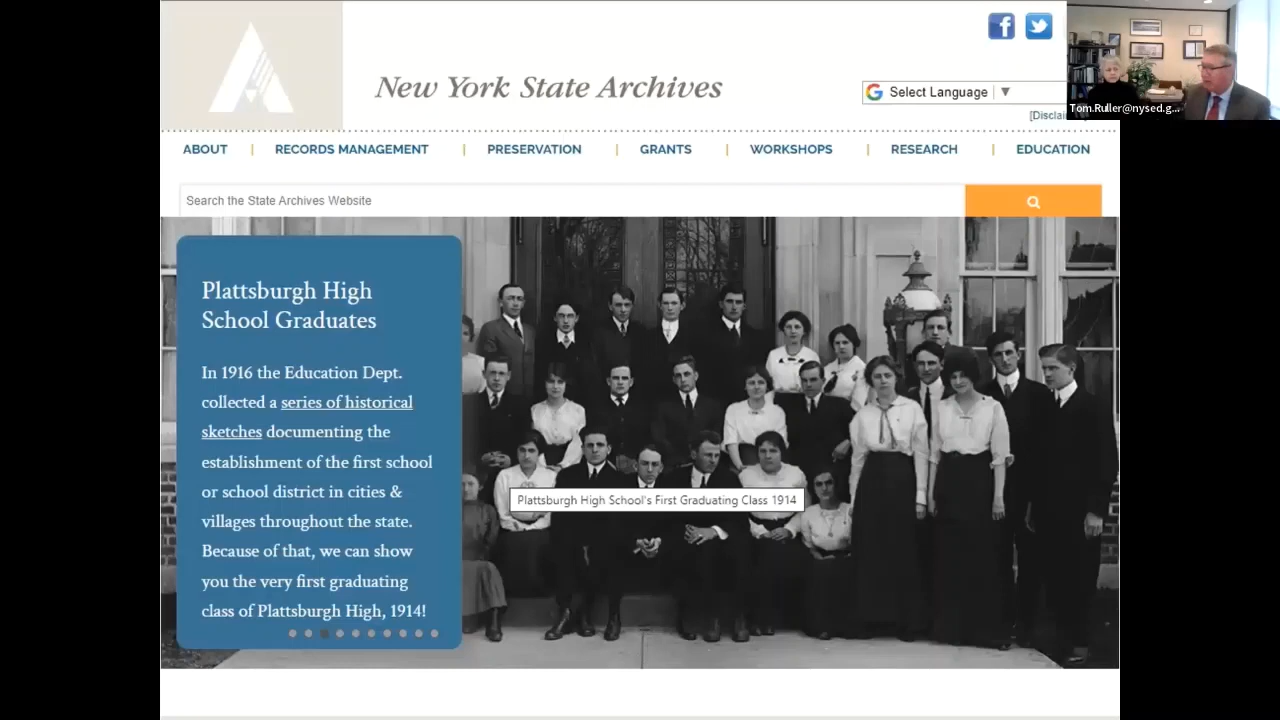 New York State Archives
Select Language ▼
[Disclai
Tom.Ruller@nysed.g...
ABOUT | RECORDS MANAGEMENT | PRESERVATION | GRANTS | WORKSHOPS | RESEARCH | EDUCATION
Search the State Archives Website
Plattsburgh High
School Graduates
In 1916 the Education Dept.
collected a series of historical
sketches documenting the
establishment of the first school
or school district in cities &
villages throughout the state.
Because of that, we can show
you the very first graduating
class of Plattsburgh High, 1914!
Plattsburgh High School's First Graduating Class 1914